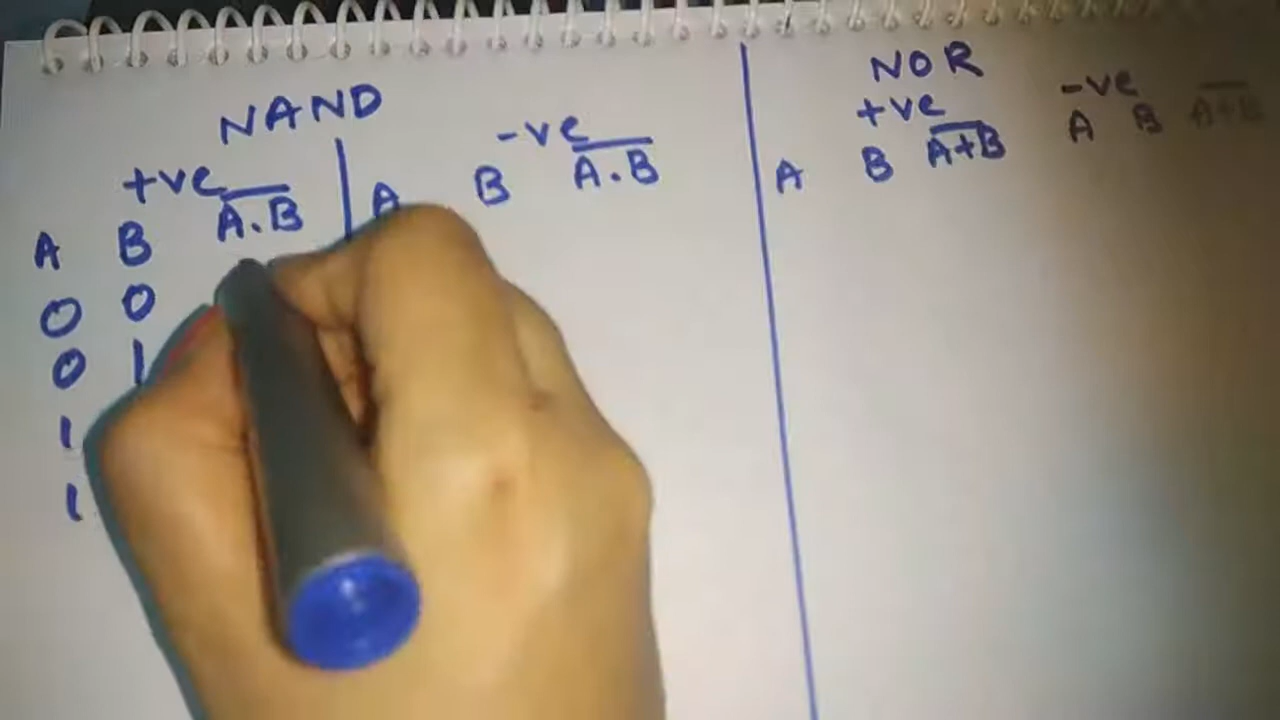 NAND
+ve
A B A.B
0 0
0 1
1
1
-ve
A B A.B
NOR
+ve
A B A+B
-ve
A B A+B